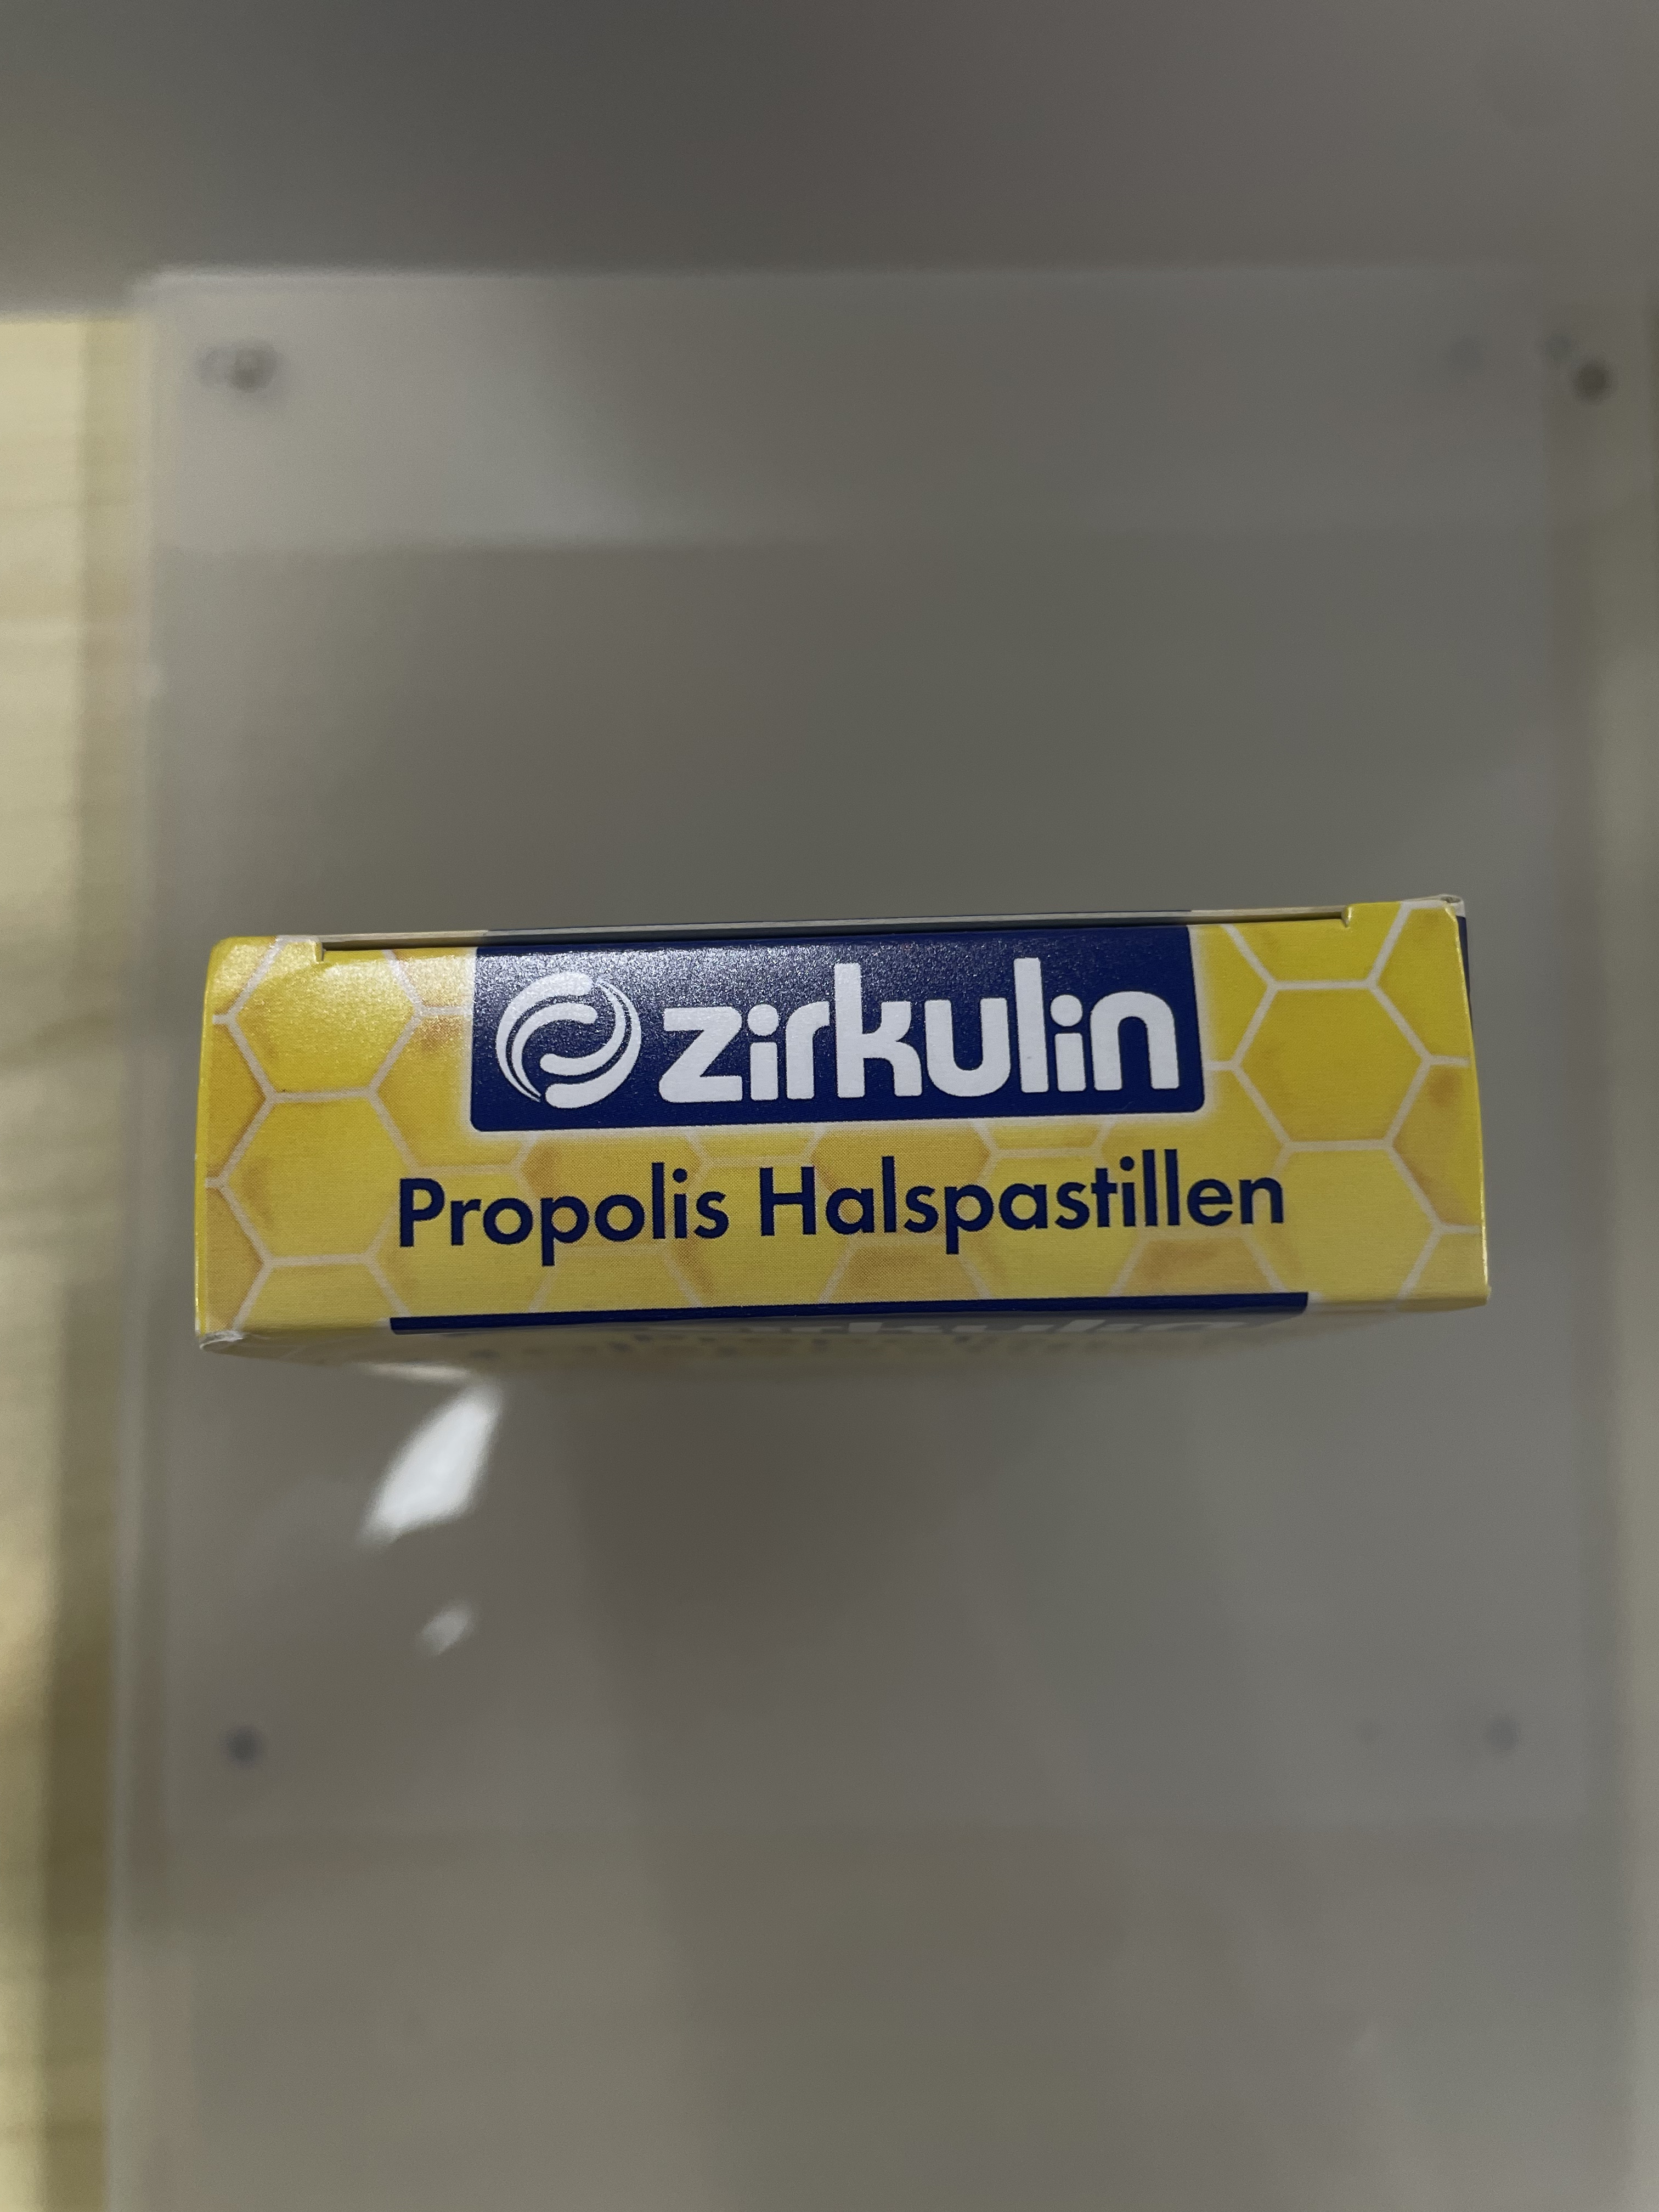 zirkulin
Propolis Halspastillen